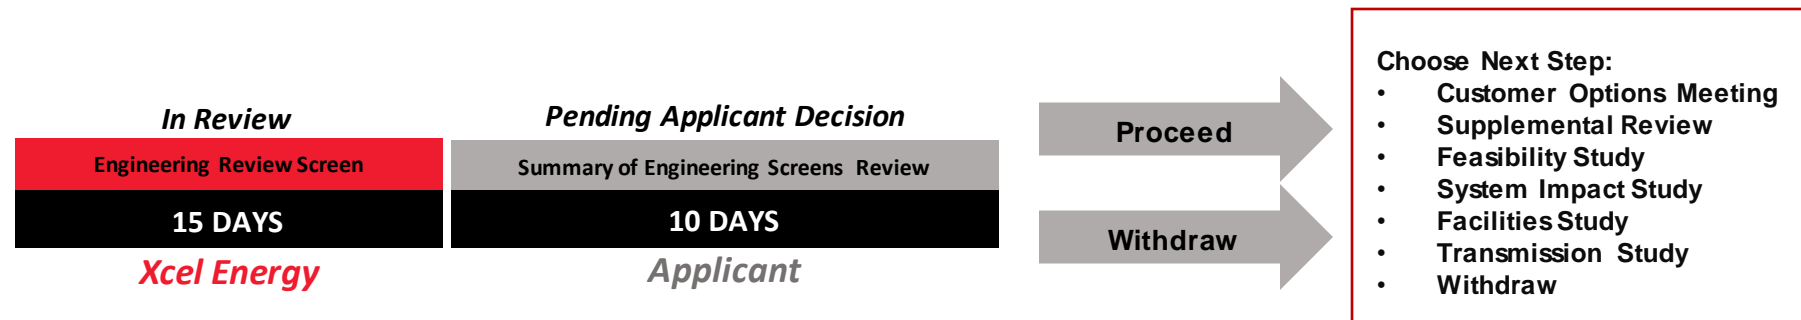 In Review
Engineering Review Screen
15 DAYS
Xcel Energy
Pending Applicant Decision
Summary of Engineering Screens Review
10 DAYS
Applicant
Proceed
Withdraw
Choose Next Step:
• Customer Options Meeting
• Supplemental Review
• Feasibility Study
• System Impact Study
• Facilities Study
• Transmission Study
• Withdraw